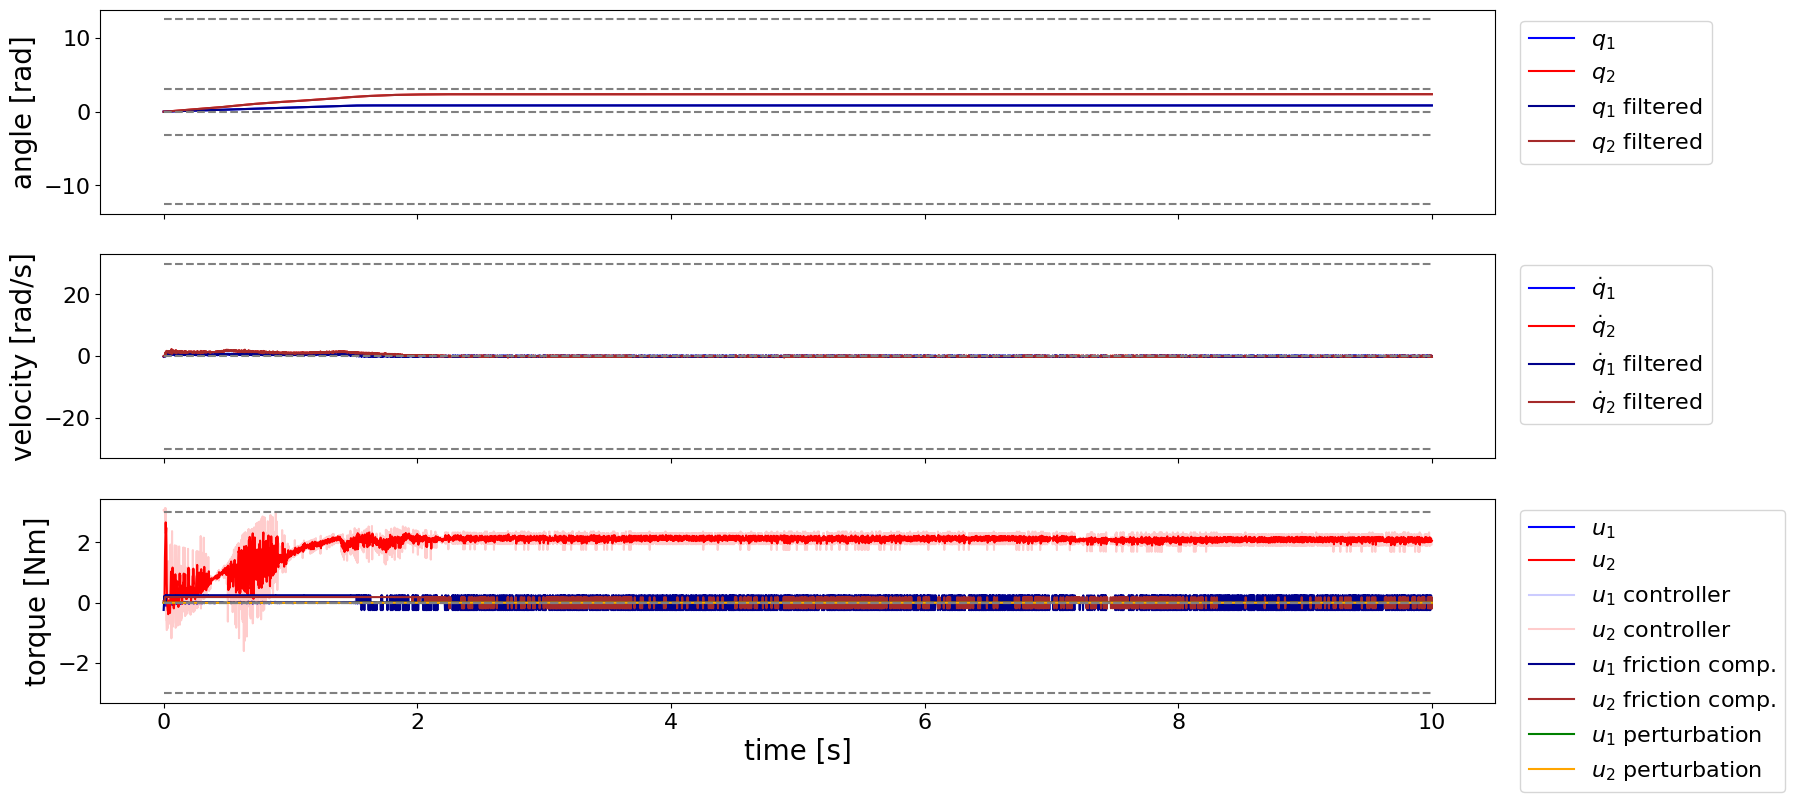 angle [rad]
10
0
−10
q₁
q₂
q₁ filtered
q₂ filtered
velocity [rad/s]
20
0
−20
q̇₁
q̇₂
q̇₁ filtered
q̇₂ filtered
torque [Nm]
2
0
−2
0 2 4 6 8 10
time [s]
u₁
u₂
u₁ controller
u₂ controller
u₁ friction comp.
u₂ friction comp.
u₁ perturbation
u₂ perturbation